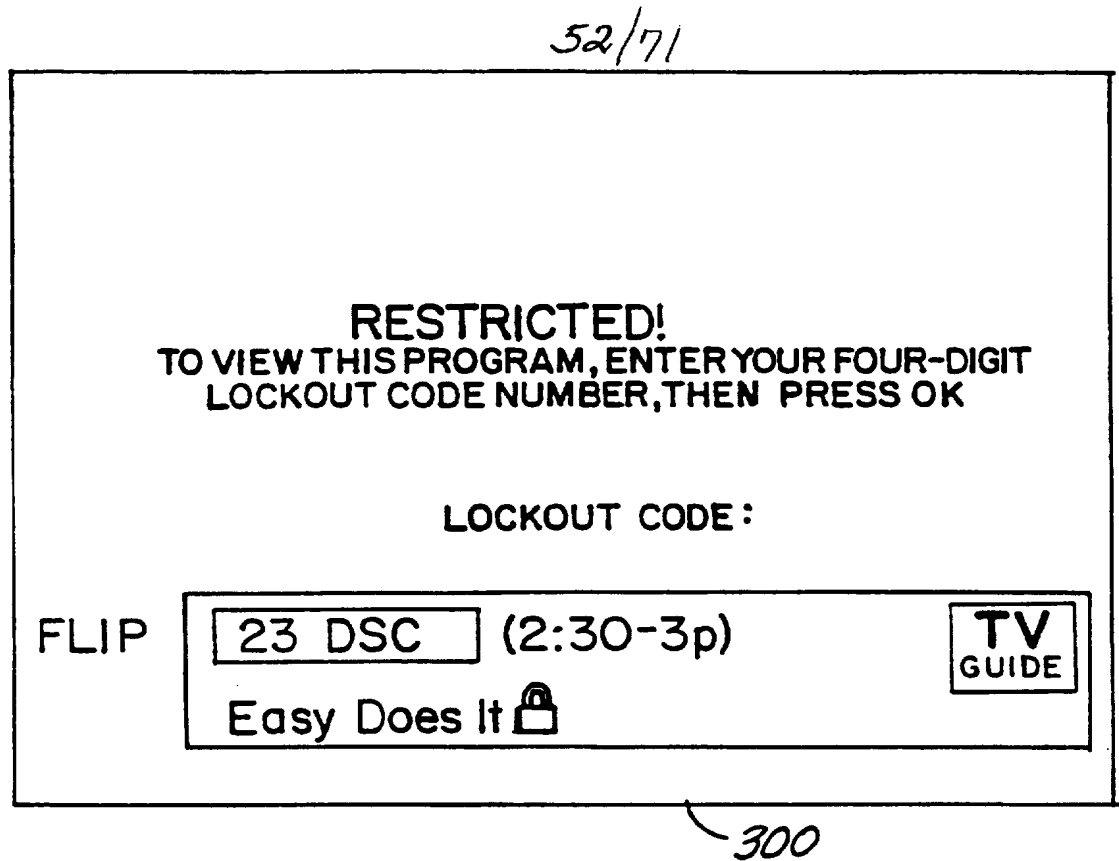 52/71
RESTRICTED!
TO VIEW THIS PROGRAM, ENTER YOUR FOUR-DIGIT
LOCKOUT CODE NUMBER, THEN PRESS OK
LOCKOUT CODE:
FLIP 23 DSC (2:30-3p) TV
GUIDE
Easy Does It
300